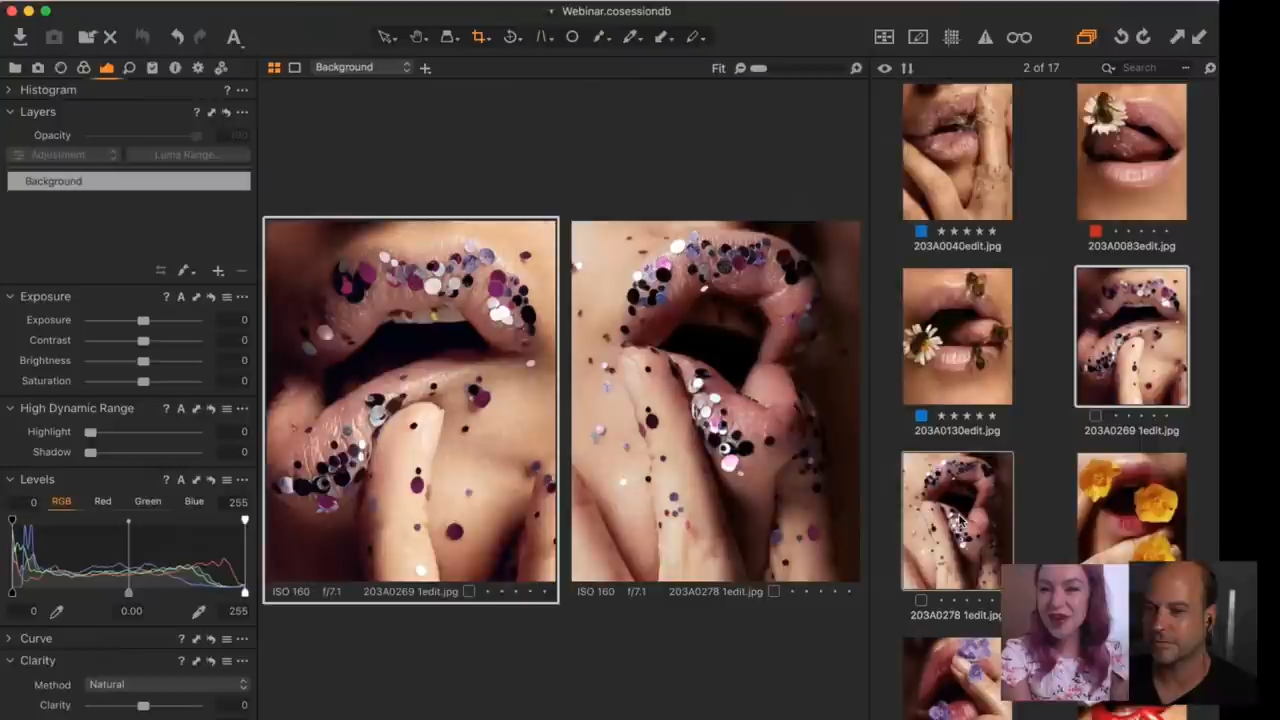 Webinar.cosessiondb
A
Background
Fit
2 of 17
Search
Histogram
?
Layers
?
Opacity
100
Adjustment
Luma Range...
Background
203A0040edit.jpg
203A0083edit.jpg
Exposure
? A
Exposure
0
Contrast
0
Brightness
0
Saturation
0
High Dynamic Range
? A
Highlight
0
Shadow
0
203A0130edit.jpg
203A0269 1edit.jpg
Levels
? A
0 RGB Red Green Blue 255
0 0.00 255
ISO 160 f/7.1 203A0269 1edit.jpg
ISO 160 f/7.1 203A0278 1edit.jpg
203A0278 1edit.jpg
Curve
?
Clarity
?
Method
Natural
Clarity
0